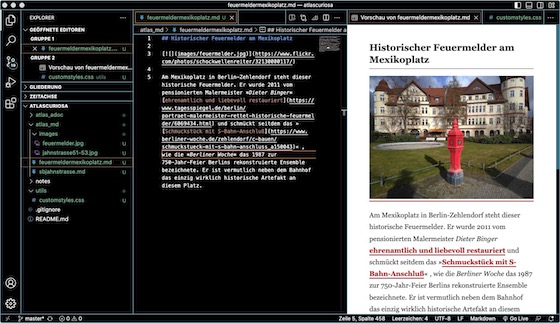 feuermeldermexikoplatz.md — atlascuriosa
EXPLORER
GEÖFFNETE EDITOREN
GRUPPE 1
feuermeldermexikoplatz.md
GRUPPE 2
Vorschau von feuermeldermex...
customstyles.css utils
GLIEDERUNG
ZEITACHSE
ATLASCURIOSA
atlas_adoc
atlas_md
images
feuermelder.jpg
jahnstrasse51-53.jpg
feuermeldermexikoplatz.md
sbjahnstrasse.md
notes
utils
customstyles.css
.gitignore
README.md
feuermeldermexikoplatz.md U
atlas_md > feuermeldermexikoplatz.md > ## Historischer Feuermelder am Mexikoplatz
1 ## Historischer Feuermelder am Mexikoplatz
2
3 [![](images/feuermelder.jpg)](https://www.flickr.
com/photos/schockwellenreiter/32130000117/)
4
5 Am Mexikoplatz in Berlin-Zehlendorf steht dieser
historische Feuermelder. Er wurde 2011 vom
pensionierten Malermeister *Dieter Binger*
[ehrenamtlich und liebevoll restauriert](https://
www.tagesspiegel.de/berlin/
portraet-malermeister-rettet-historische-feuermel
der/6069434.html) und schmückt seitdem das »
[Schmuckstück mit S-Bahn-Anschluß](https://www.
berliner-woche.de/zehlendorf/c-bauen/
schmuckstueck-mit-s-bahn-anschluss_a150043)« ,
wie die *Berliner Woche* das 1987 zur
750-Jahr-Feier Berlins rekonstruierte Ensemble
bezeichnete. Er ist vermutlich neben dem Bahnhof
das einzig wirklich historische Artefakt an
diesem Platz.
Vorschau von feuermeldermexikoplatz.md
customstyles.css
Historischer Feuermelder am
Mexikoplatz
Am Mexikoplatz in Berlin-Zehlendorf steht dieser
historische Feuermelder. Er wurde 2011 vom
pensionierten Malermeister Dieter Binger
ehrenamtlich und liebevoll restauriert und
schmückt seitdem das »Schmuckstück mit S-
Bahn-Anschluß« , wie die Berliner Woche das 1987
zur 750-Jahr-Feier Berlins rekonstruierte Ensemble
bezeichnete. Er ist vermutlich neben dem Bahnhof
das einzig wirklich historische Artefakt an diesem
master* 0 0 Zeile 5, Spalte 458 Leerzeichen: 4 UTF-8 LF Markdown Go Live